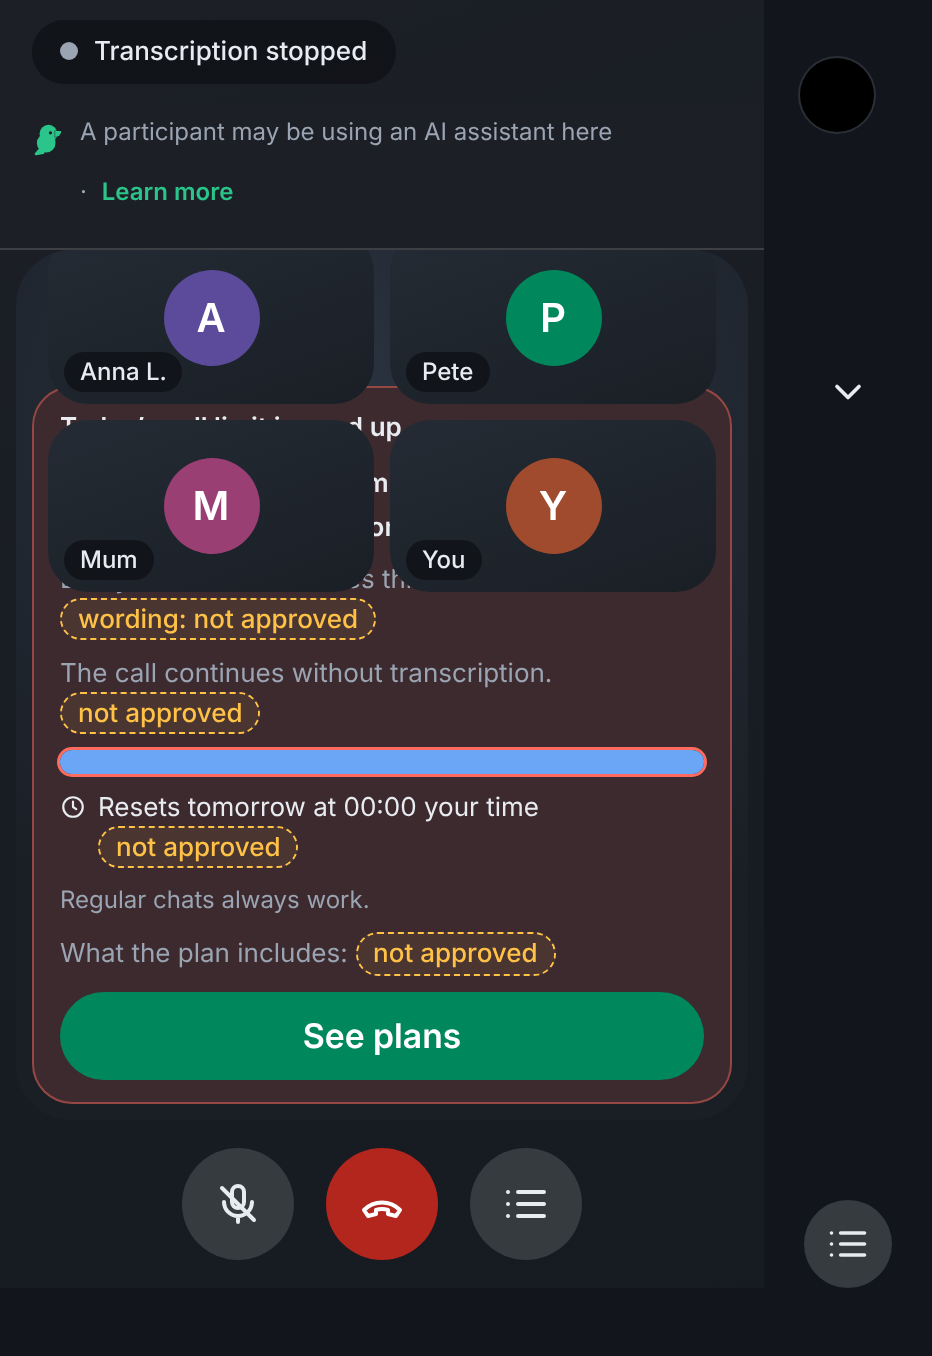 Transcription stopped
A participant may be using an AI assistant here
· Learn more
A
P
Anna L.
Pete
up
M
Y
Mum
You
wording: not approved
The call continues without transcription.
not approved
Resets tomorrow at 00:00 your time
not approved
Regular chats always work.
What the plan includes: not approved
See plans